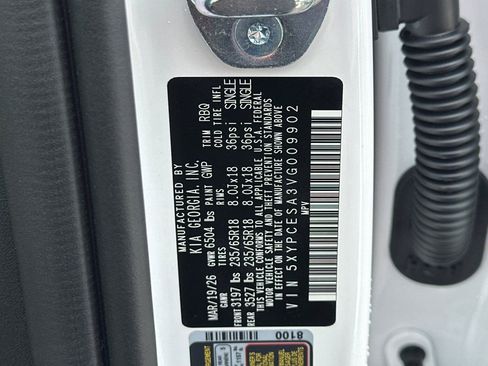 MANUFACTURED BY
KIA GEORGIA, INC.
MAR/19/26 GVWR 6504 lbs PAINT GWP TRIM RBQ
GAWR TIRES RIMS COLD TIRE INFL
FRONT 3197 lbs 235/65R18 8.0Jx18 36psi SINGLE
REAR 3527 lbs 235/65R18 8.0Jx18 36psi SINGLE
THIS VEHICLE CONFORMS TO ALL APPLICABLE U.S.A. FEDERAL
MOTOR VEHICLE SAFETY AND THEFT PREVENTION STANDARDS
IN EFFECT ON THE DATE OF MANUFACTURE SHOWN ABOVE
VIN 5XYPCESA3VG009902
MPV
8100